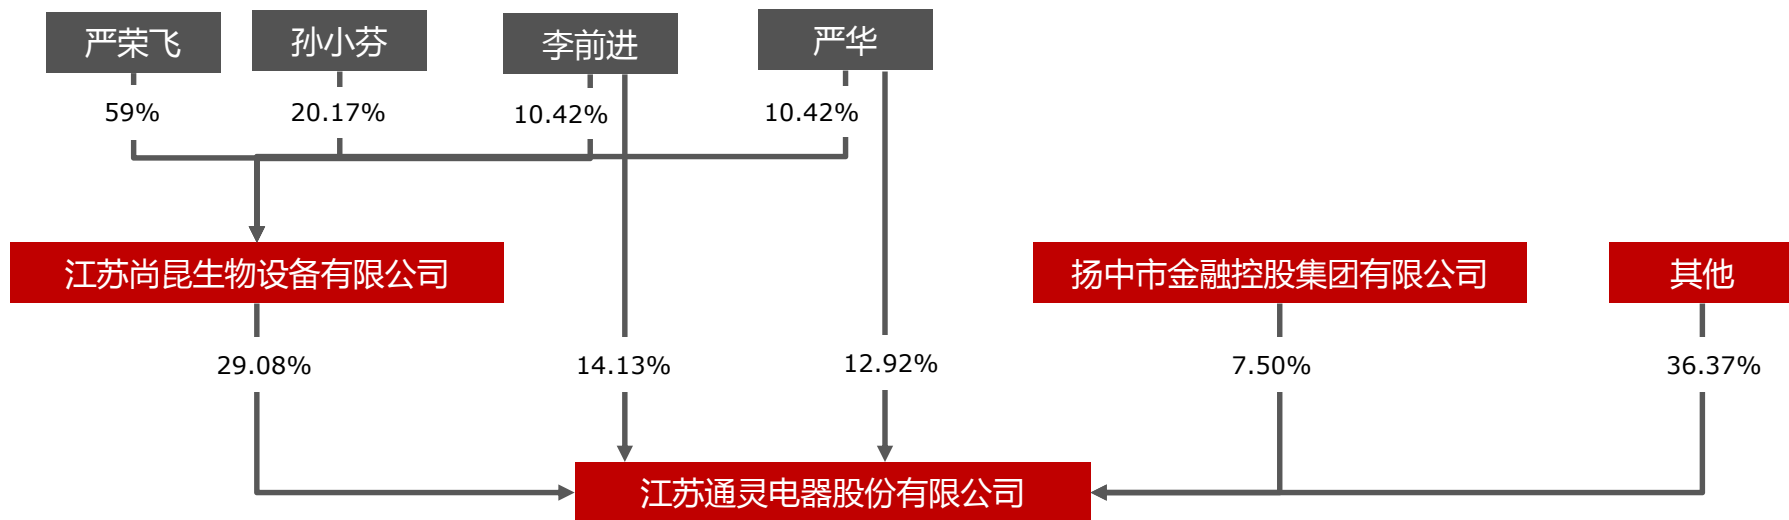 严荣飞
孙小芬
李前进
严华
59%
20.17%
10.42%
10.42%
江苏尚昆生物设备有限公司
扬中市金融控股集团有限公司
其他
29.08%
14.13%
12.92%
7.50%
36.37%
江苏通灵电器股份有限公司